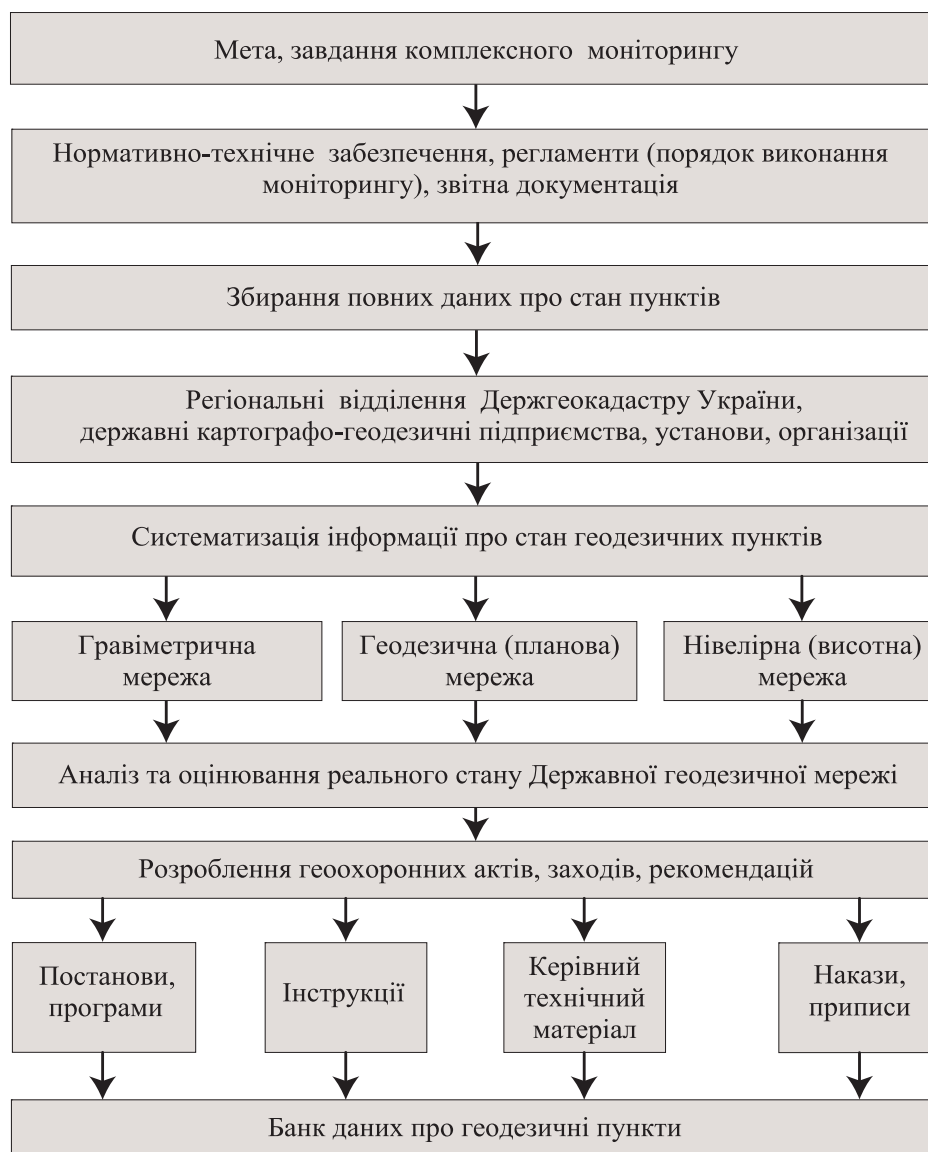 Мета, завдання комплексного моніторингу
Нормативно-технічне забезпечення, регламенти (порядок виконання
моніторингу), звітна документація
Збирання повних даних про стан пунктів
Регіональні відділення Держгеокадастру України,
державні картографо-геодезичні підприємства, установи, організації
Систематизація інформації про стан геодезичних пунктів
Гравіметрична
мережа
Геодезична (планова)
мережа
Нівелірна (висотна)
мережа
Аналіз та оцінювання реального стану Державної геодезичної мережі
Розроблення геоохоронних актів, заходів, рекомендацій
Постанови,
програми
Інструкції
Керівний
технічний
матеріал
Накази,
приписи
Банк даних про геодезичні пункти